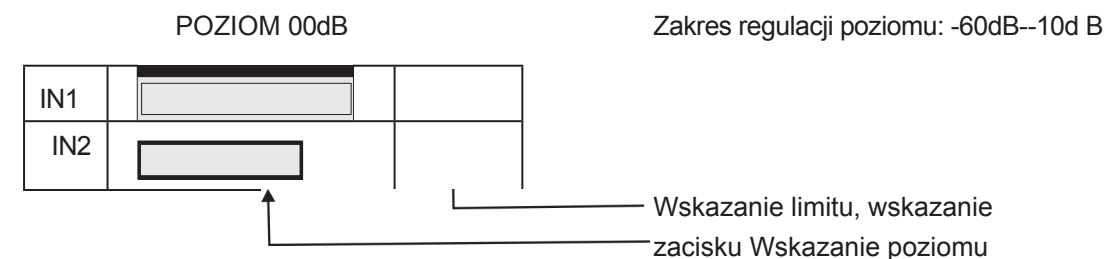 POZIOM 00dB
Zakres regulacji poziomu: -60dB--10d B
IN1
IN2
Wskazanie limitu, wskazanie
zacisku Wskazanie poziomu